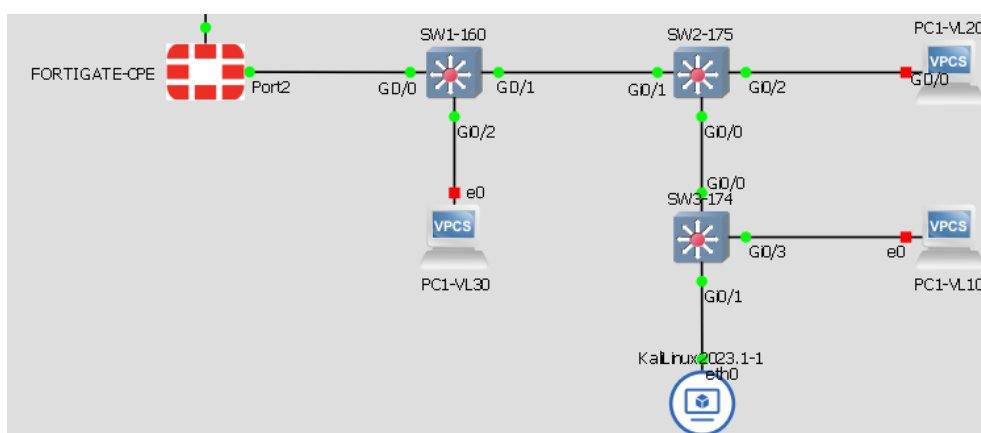 SW1-160
SW2-175
PC1-VL20
FORTIGATE-CPE
Port2
Gi0/0
Gi0/1
Gi0/1
Gi0/2
VPCS
Gi0/0
Gi0/2
Gi0/0
e0
Gi0/0
SW3-174
VPCS
VPCS
Gi0/3
e0
PC1-VL30
PC1-VL10
Gi0/1
KaliLinux2023.1-1
eth0